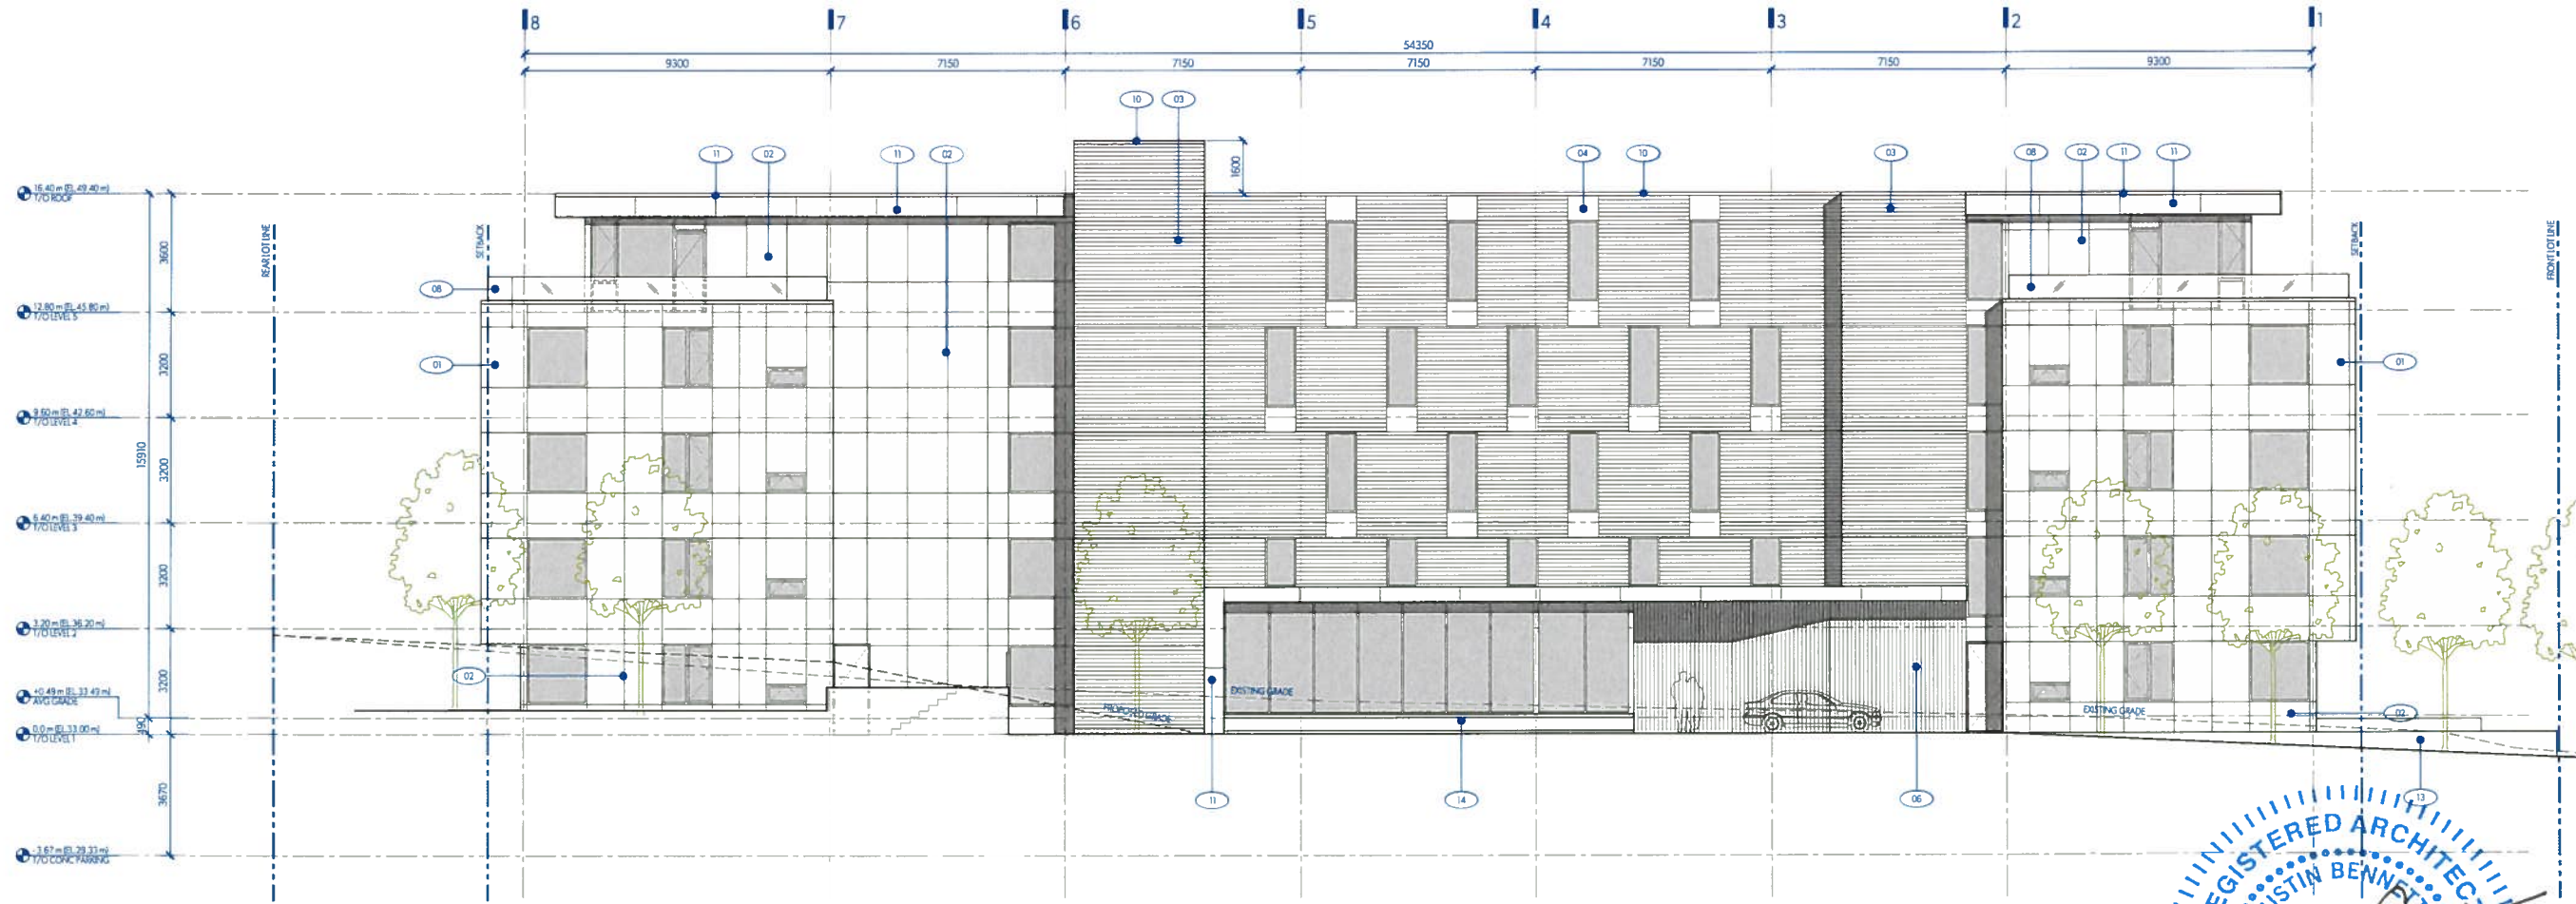 8 7 6 5 4 3 2 1
54350
9300 7150 7150 7150 7150 7150 9300
10 03
1600
11 02 11 02 04 10 03 08 02 11 11
16.40 m (EL.49.40 m)
T/O ROOF
REAR LOT LINE
SETBACK
SETBACK
FRONT LOT LINE
3600
08
12.80 m (EL.45.80 m)
T/O LEVEL 5
01
01
3200
9.60 m (EL.42.60 m)
T/O LEVEL 4
15910
3200
6.40 m (EL.39.40 m)
T/O LEVEL 3
3200
3.20 m (EL.36.20 m)
T/O LEVEL 2
02
3200
+0.49 m (EL.33.49 m)
AVG GRADE
490
EXISTING GRADE
PROPOSED GRADE
EXISTING GRADE
02
0.0 m (EL.33.00 m)
T/O LEVEL 1
3670
11 14 06 13
-3.67 m (EL.29.33 m)
T/O CONC PARKING
REGISTERED ARCHITECT